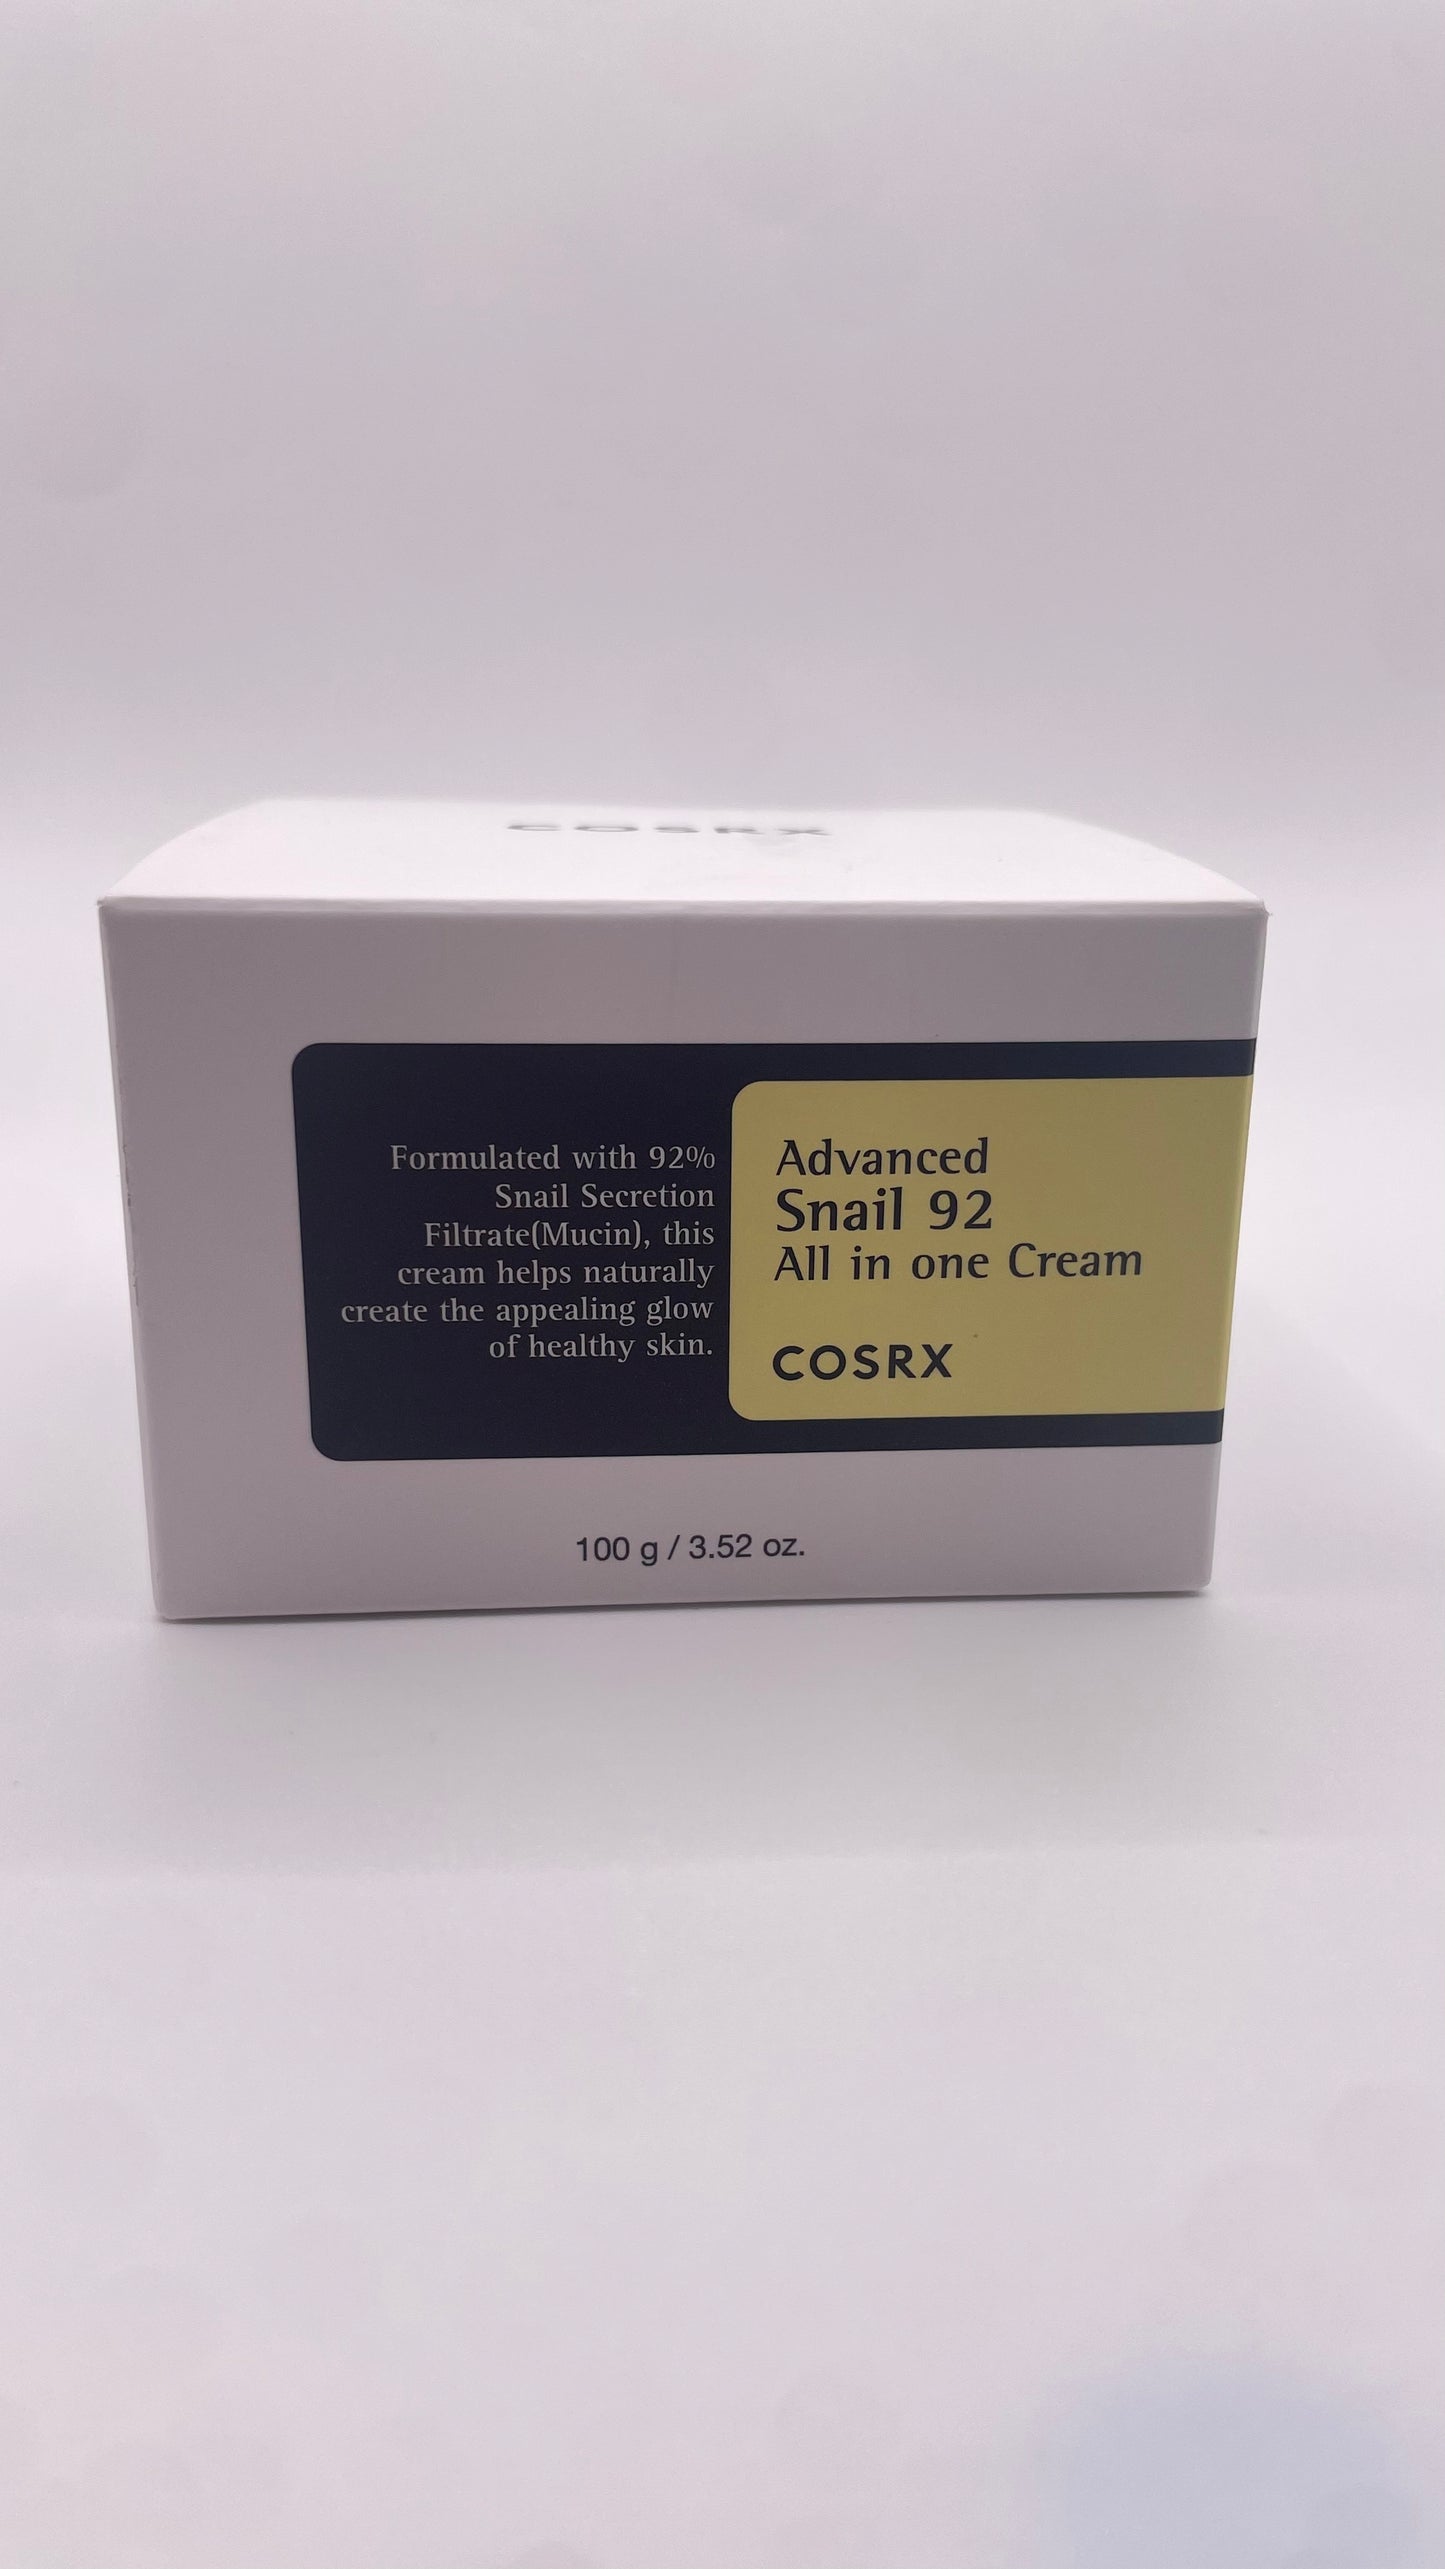 COSRX
Formulated with 92%
Snail Secretion
Filtrate(Mucin), this
cream helps naturally
create the appealing glow
of healthy skin.
Advanced
Snail 92
All in one Cream
COSRX
100 g / 3.52 oz.